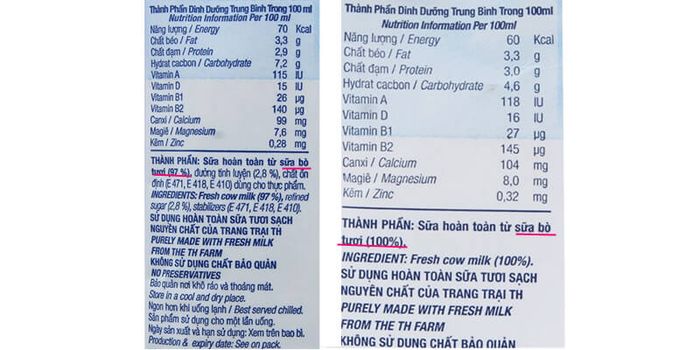 Thành Phần Dinh Dưỡng Trung Bình Trong 100 ml
Nutrition Information Per 100 ml
Năng lượng / Energy 70 Kcal
Chất béo / Fat 3,3 g
Chất đạm / Protein 2,9 g
Hydrat cacbon / Carbohydrate 7,2 g
Vitamin A 115 IU
Vitamin D 15 IU
Vitamin B1 26 µg
Vitamin B2 140 µg
Canxi / Calcium 99 mg
Magiê / Magnesium 7,6 mg
Kẽm / Zinc 0,28 mg
THÀNH PHẦN: Sữa hoàn toàn từ sữa bò
tươi (97 %), đường tinh luyện (2,8 %), chất ổn
định (E 471, E 418, E 410) dùng cho thực phẩm.
INGREDIENTS: Fresh cow milk (97 %), refined
sugar (2,8 %), stabilizers (E 471, E 418, E 410).
SỬ DỤNG HOÀN TOÀN SỮA TƯƠI SẠCH
NGUYÊN CHẤT CỦA TRANG TRẠI TH
PURELY MADE WITH FRESH MILK
FROM THE TH FARM
KHÔNG SỬ DỤNG CHẤT BẢO QUẢN
NO PRESERVATIVES
Bảo quản nơi khô ráo và thoáng mát.
Store in a cool and dry place.
Ngon hơn khi uống lạnh / Best served chilled.
Sản phẩm sử dụng cho một lần uống.
Ngày sản xuất và hạn sử dụng: Xem trên bao bì.
Production & expiry date: See on pack.
Thành Phần Dinh Dưỡng Trung Bình Trong 100ml
Nutrition Information Per 100ml
Năng lượng / Energy 60 Kcal
Chất béo / Fat 3,3 g
Chất đạm / Protein 3,0 g
Hydrat cacbon / Carbohydrate 4,6 g
Vitamin A 118 IU
Vitamin D 16 IU
Vitamin B1 27 µg
Vitamin B2 145 µg
Canxi / Calcium 104 mg
Magiê / Magnesium 8,0 mg
Kẽm / Zinc 0,32 mg
THÀNH PHẦN: Sữa hoàn toàn từ sữa bò
tươi (100%).
INGREDIENT: Fresh cow milk (100%).
SỬ DỤNG HOÀN TOÀN SỮA TƯƠI SẠCH
NGUYÊN CHẤT CỦA TRANG TRẠI TH
PURELY MADE WITH FRESH MILK
FROM THE TH FARM
KHÔNG SỬ DỤNG CHẤT BẢO QUẢN